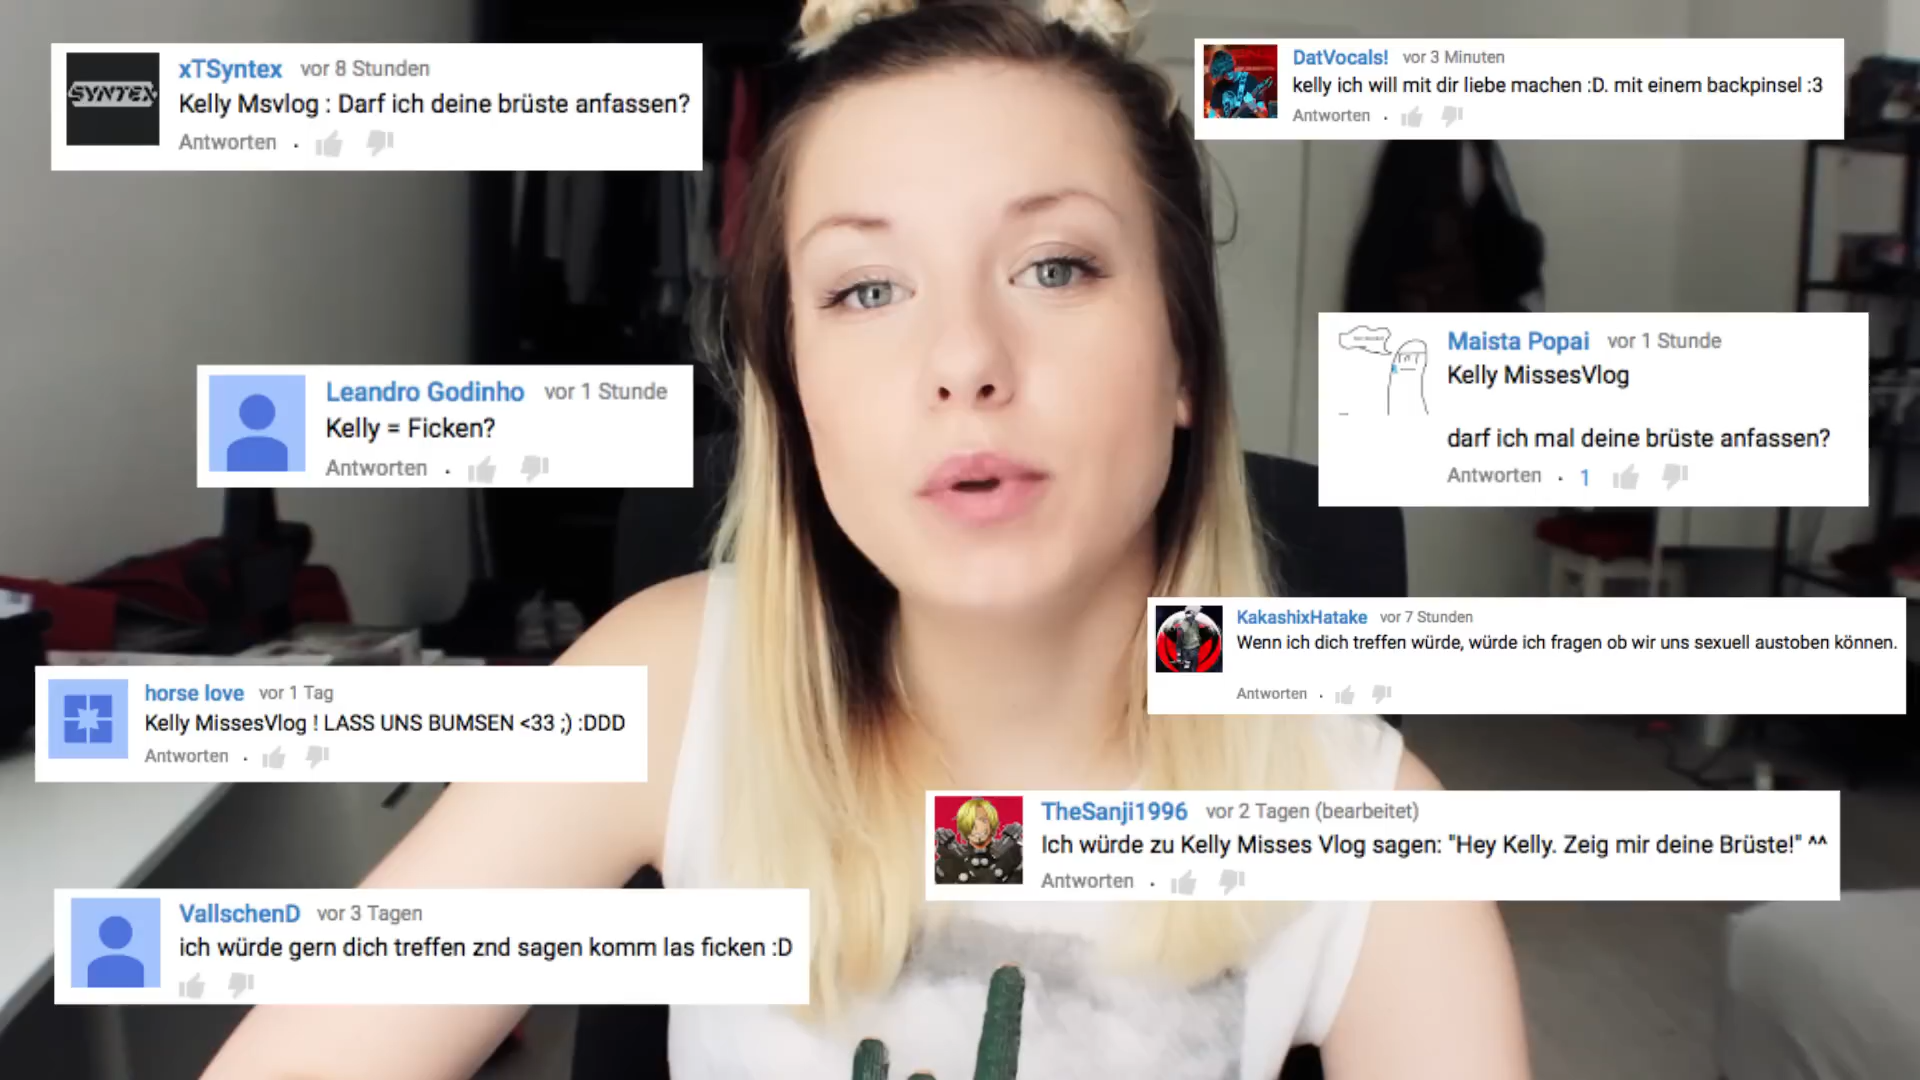 SYNTEX
xTSyntex vor 8 Stunden
Kelly Msvlog : Darf ich deine brüste anfassen?
Antworten
DatVocals! vor 3 Minuten
kelly ich will mit dir liebe machen :D. mit einem backpinsel :3
Antworten
Leandro Godinho vor 1 Stunde
Kelly = Ficken?
Antworten
Maista Popai vor 1 Stunde
Kelly MissesVlog
darf ich mal deine brüste anfassen?
Antworten · 1
KakashixHatake vor 7 Stunden
Wenn ich dich treffen würde, würde ich fragen ob wir uns sexuell austoben können.
Antworten
horse love vor 1 Tag
Kelly MissesVlog ! LASS UNS BUMSEN <33 ;) :DDD
Antworten
TheSanji1996 vor 2 Tagen (bearbeitet)
Ich würde zu Kelly Misses Vlog sagen: "Hey Kelly. Zeig mir deine Brüste!" ^^
Antworten
VallschenD vor 3 Tagen
ich würde gern dich treffen znd sagen komm las ficken :D